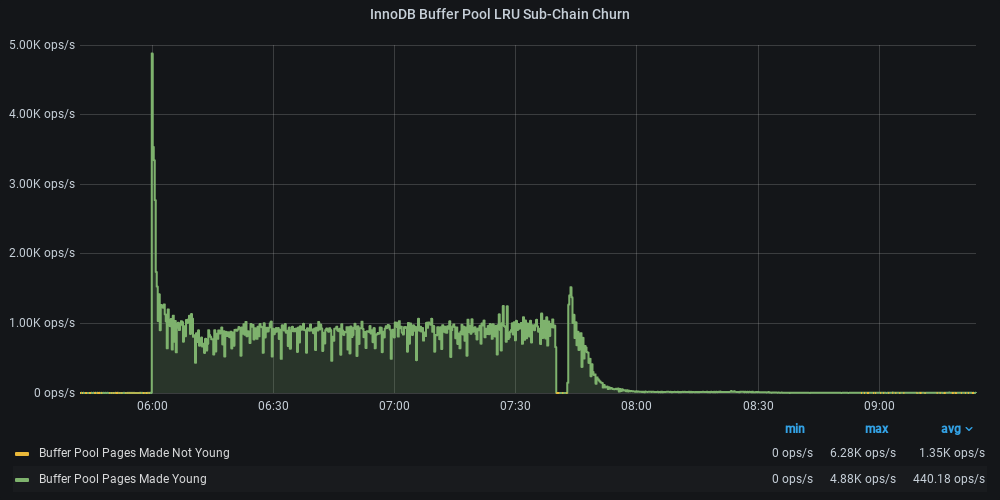 InnoDB Buffer Pool LRU Sub-Chain Churn
5.00K ops/s
4.00K ops/s
3.00K ops/s
2.00K ops/s
1.00K ops/s
0 ops/s
06:00 06:30 07:00 07:30 08:00 08:30 09:00
min max avg
Buffer Pool Pages Made Not Young 0 ops/s 6.28K ops/s 1.35K ops/s
Buffer Pool Pages Made Young 0 ops/s 4.88K ops/s 440.18 ops/s